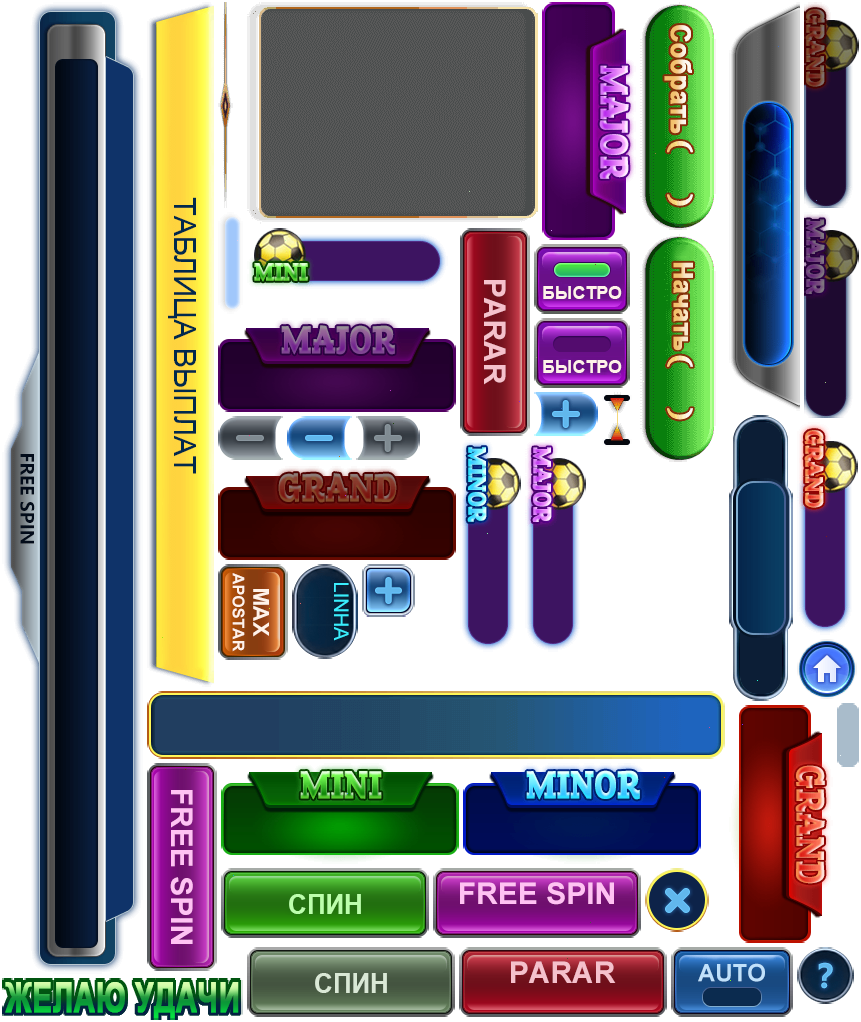 GRAND
MAJOR
Собрать ( )
MAJOR
ТАБЛИЦА ВЫПЛАТ
MINI
PARAR
БЫСТРО
Начать( )
MAJOR
БЫСТРО
MINOR
MAJOR
GRAND
FREE SPIN
GRAND
MAX
APOSTAR
LINHA
GRAND
FREE SPIN
MINI
MINOR
СПИН
FREE SPIN
ЖЕЛАЮ УДАЧИ
СПИН
PARAR
AUTO
?